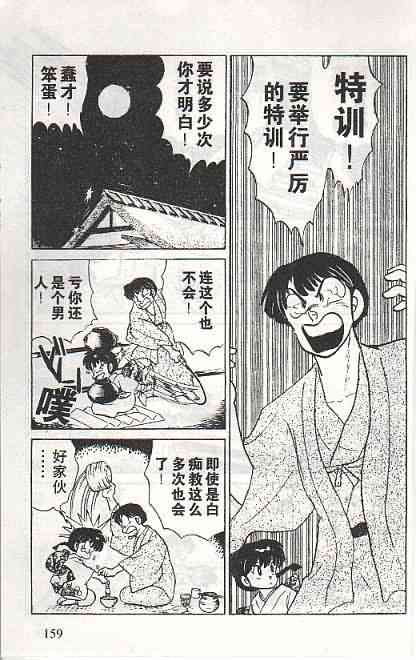 特训！
要举行严厉
的特训！
要说多少次
你才明白！
蠢才！
笨蛋！
连这个也
不会！
亏你还
是个男
人！
噗
即使是白
痴教这么
多次也会
了！
好家伙
……
159